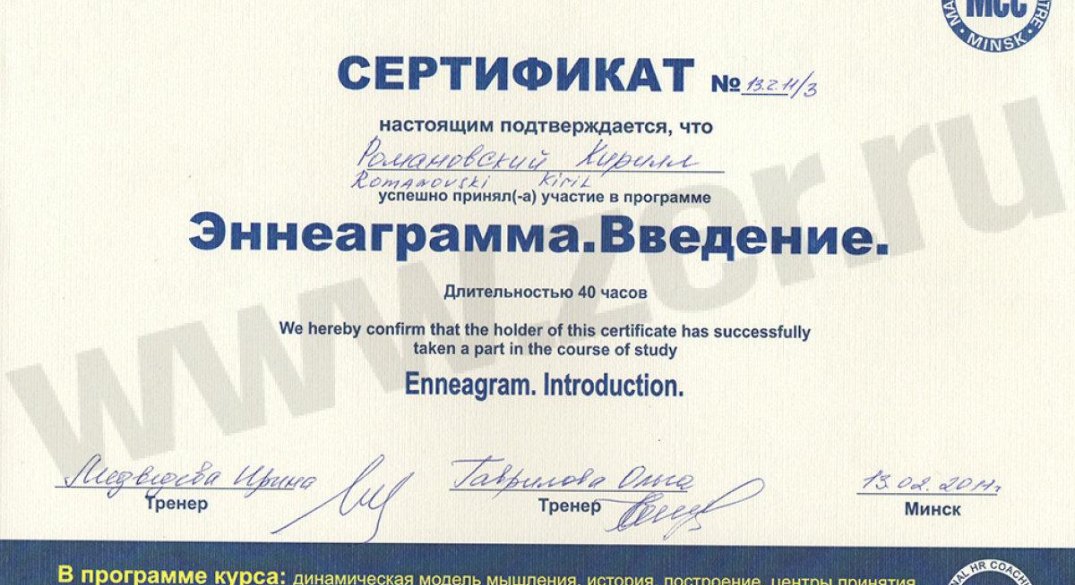 MCC
MINSK
СЕРТИФИКАТ № 13.2.11/3
настоящим подтверждается, что
Романовский Кирилл
Romanovski Kiril
успешно принял(-а) участие в программе
Эннеаграмма.Введение.
Длительностью 40 часов
We hereby confirm that the holder of this certificate has successfully
taken a part in the course of study
Enneagram. Introduction.
Медведева Ирина Гаврилова Ольга 13.02.2011г.
Тренер Тренер Минск
В программе курса: динамическая модель мышления, история, построение, центры принятия
www.zor.ru